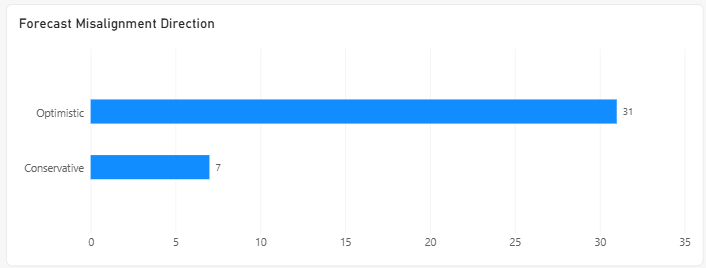 Forecast Misalignment Direction
Optimistic 31
Conservative 7
0 5 10 15 20 25 30 35